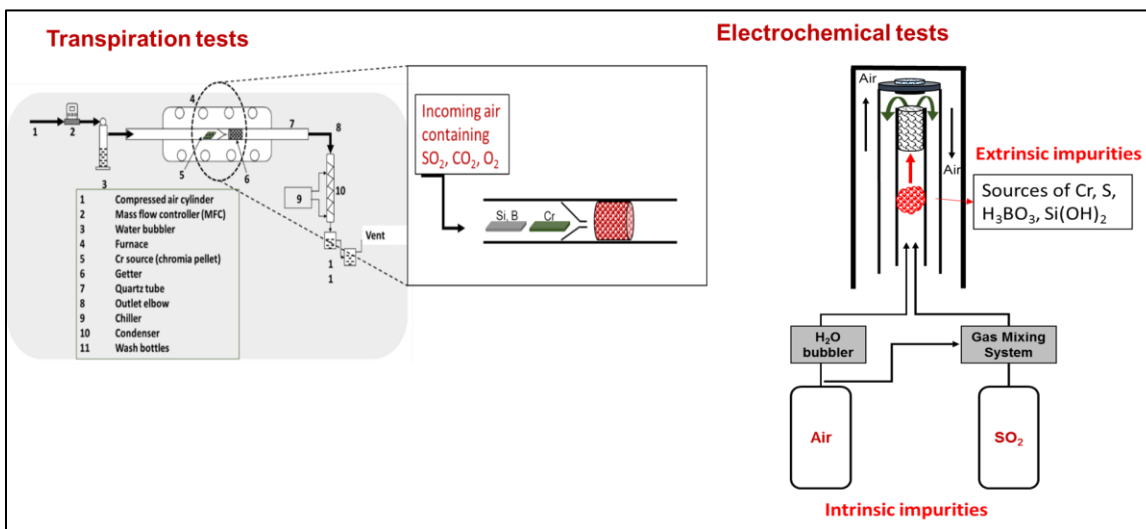 Transpiration tests
Electrochemical tests
4
1
2
3
5
6
7
8
9
10
1
1
Vent
1 Compressed air cylinder
2 Mass flow controller (MFC)
3 Water bubbler
4 Furnace
5 Cr source (chromia pellet)
6 Getter
7 Quartz tube
8 Outlet elbow
9 Chiller
10 Condenser
11 Wash bottles
Incoming air
containing
SO₂, CO₂, O₂
Si, B
Cr
Air
Air
Extrinsic impurities
Sources of Cr, S,
H₃BO₃, Si(OH)₂
H₂O
bubbler
Gas Mixing
System
Air
SO₂
Intrinsic impurities